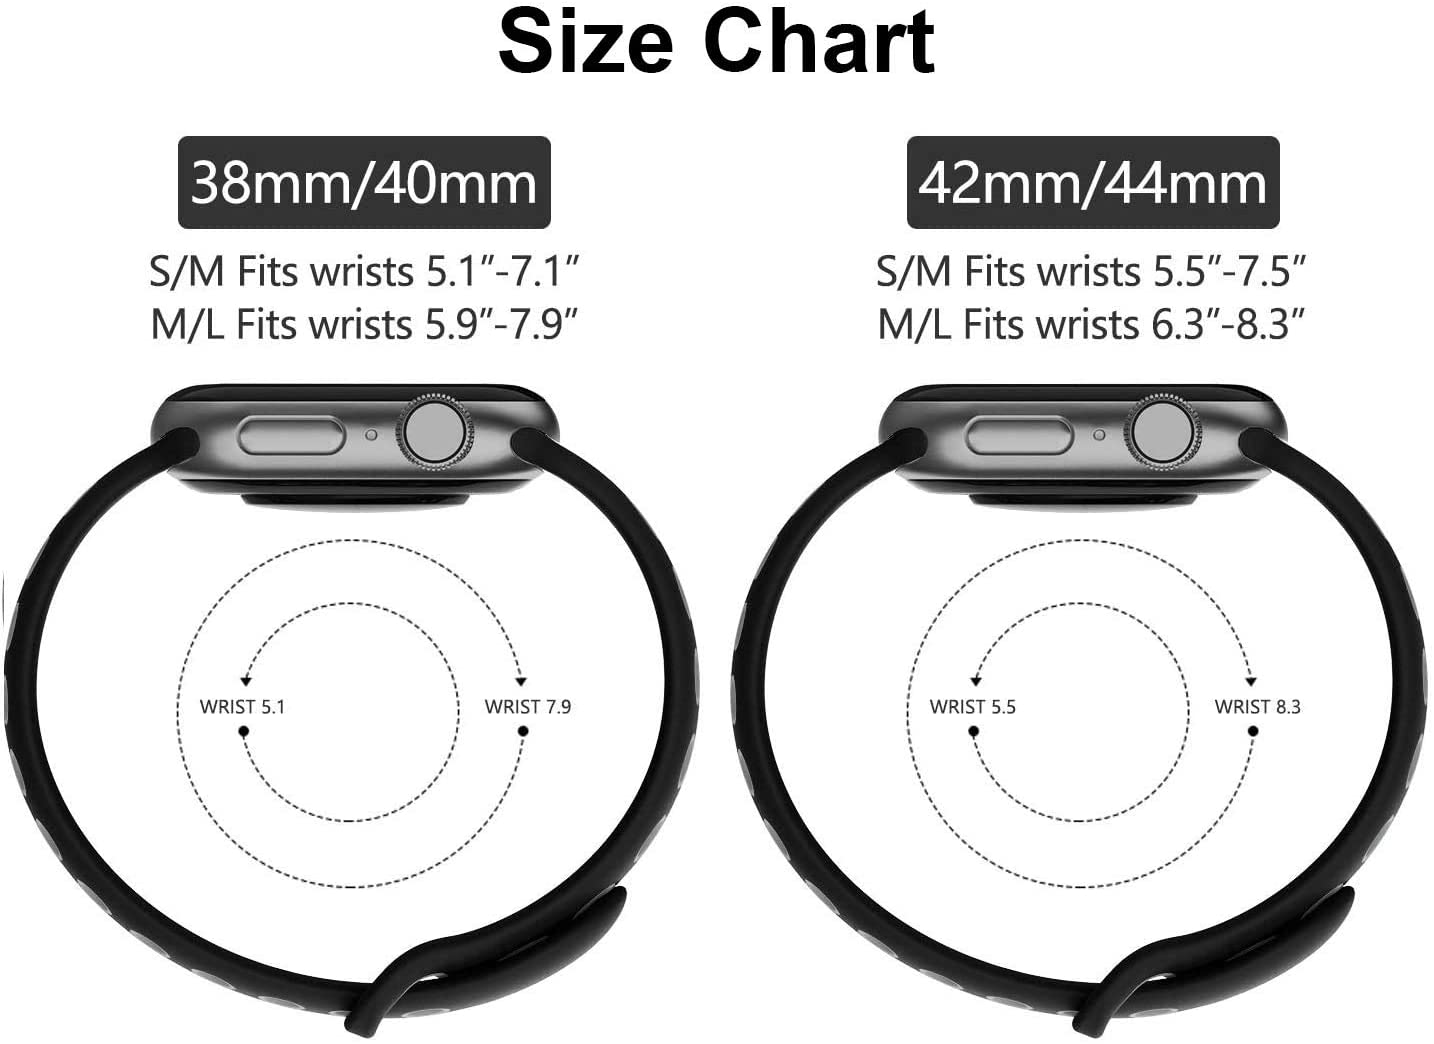 Size Chart
38mm/40mm
S/M Fits wrists 5.1”-7.1”
M/L Fits wrists 5.9”-7.9”
WRIST 5.1
WRIST 7.9
42mm/44mm
S/M Fits wrists 5.5”-7.5”
M/L Fits wrists 6.3”-8.3”
WRIST 5.5
WRIST 8.3